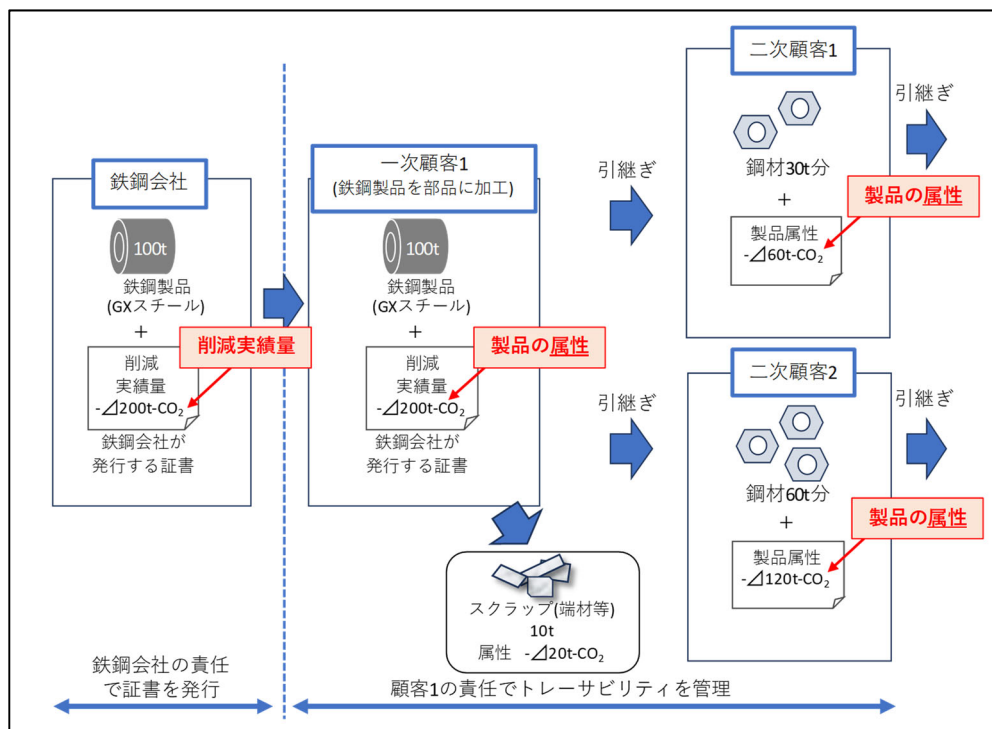 鉄鋼会社
100t
鉄鋼製品
(GXスチール)
+
削減実績量
削減
実績量
-⊿200t-CO₂
鉄鋼会社が
発行する証書
鉄鋼会社の責任
で証書を発行
一次顧客1
(鉄鋼製品を部品に加工)
100t
鉄鋼製品
(GXスチール)
+
製品の属性
削減
実績量
-⊿200t-CO₂
鉄鋼会社が
発行する証書
スクラップ(端材等)
10t
属性 -⊿20t-CO₂
顧客1の責任でトレーサビリティを管理
引継ぎ
二次顧客1
鋼材30t分
+
製品の属性
製品属性
-⊿60t-CO₂
引継ぎ
引継ぎ
二次顧客2
鋼材60t分
+
製品の属性
製品属性
-⊿120t-CO₂
引継ぎ